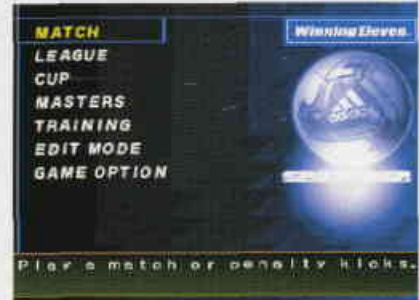 MATCH
Winning Eleven
LEAGUE
CUP
MASTERS
TRAINING
EDIT MODE
GAME OPTION
adidas
Play a match or penalty kicks.